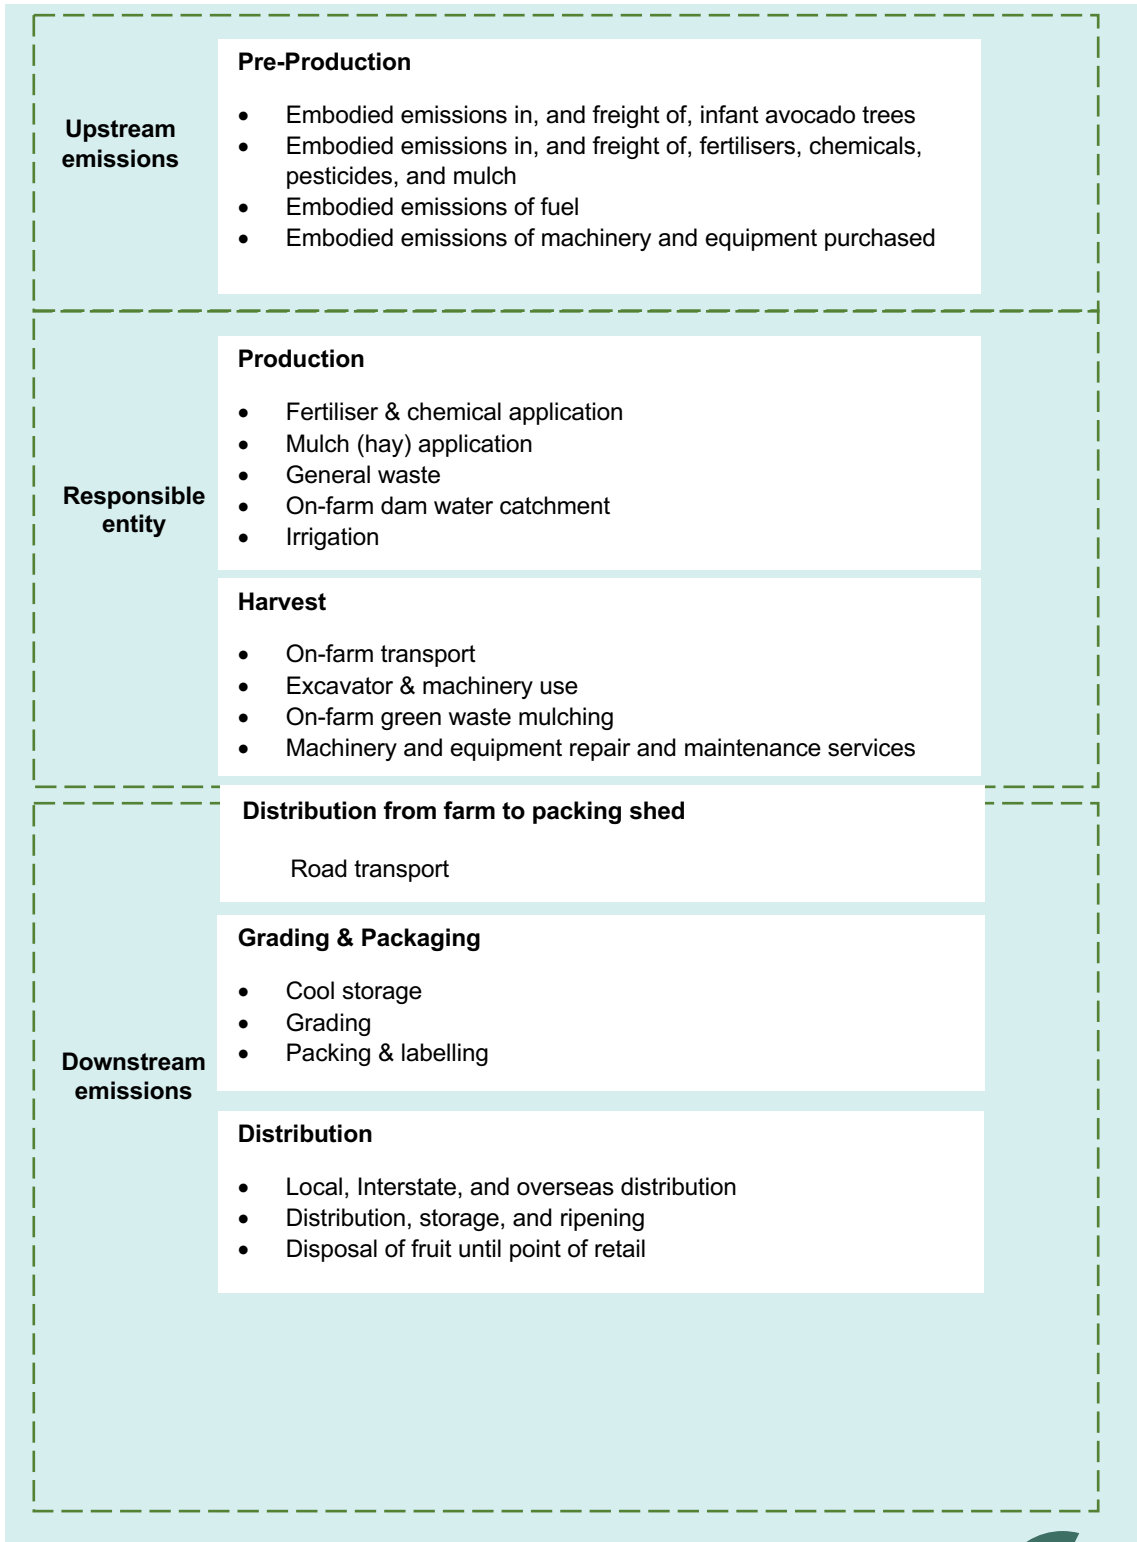 Pre-Production
Upstream
emissions
• Embodied emissions in, and freight of, infant avocado trees
• Embodied emissions in, and freight of, fertilisers, chemicals,
pesticides, and mulch
• Embodied emissions of fuel
• Embodied emissions of machinery and equipment purchased
Responsible
entity
Production
• Fertiliser & chemical application
• Mulch (hay) application
• General waste
• On-farm dam water catchment
• Irrigation
Harvest
• On-farm transport
• Excavator & machinery use
• On-farm green waste mulching
• Machinery and equipment repair and maintenance services
Downstream
emissions
Distribution from farm to packing shed
Road transport
Grading & Packaging
• Cool storage
• Grading
• Packing & labelling
Distribution
• Local, Interstate, and overseas distribution
• Distribution, storage, and ripening
• Disposal of fruit until point of retail